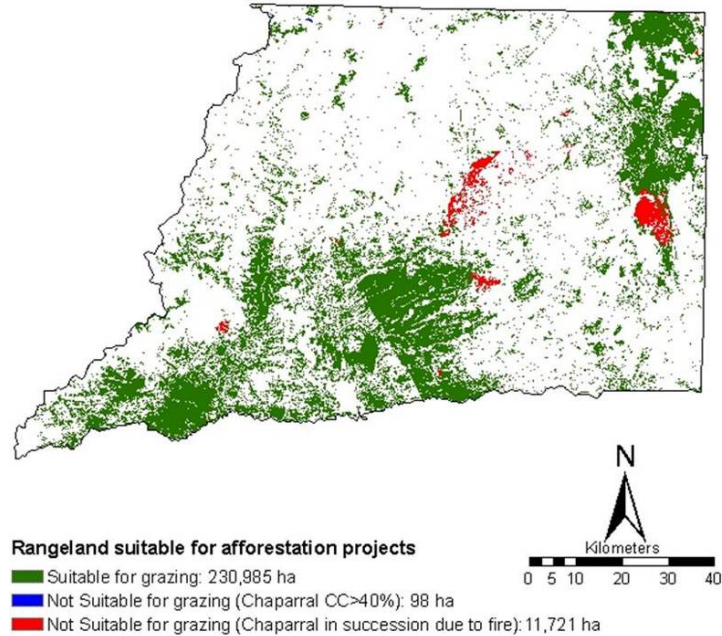 N
Kilometers
0 5 10 20 30 40
Rangeland suitable for afforestation projects
Suitable for grazing: 230,985 ha
Not Suitable for grazing (Chaparral CC>40%): 98 ha
Not Suitable for grazing (Chaparral in succession due to fire): 11,721 ha